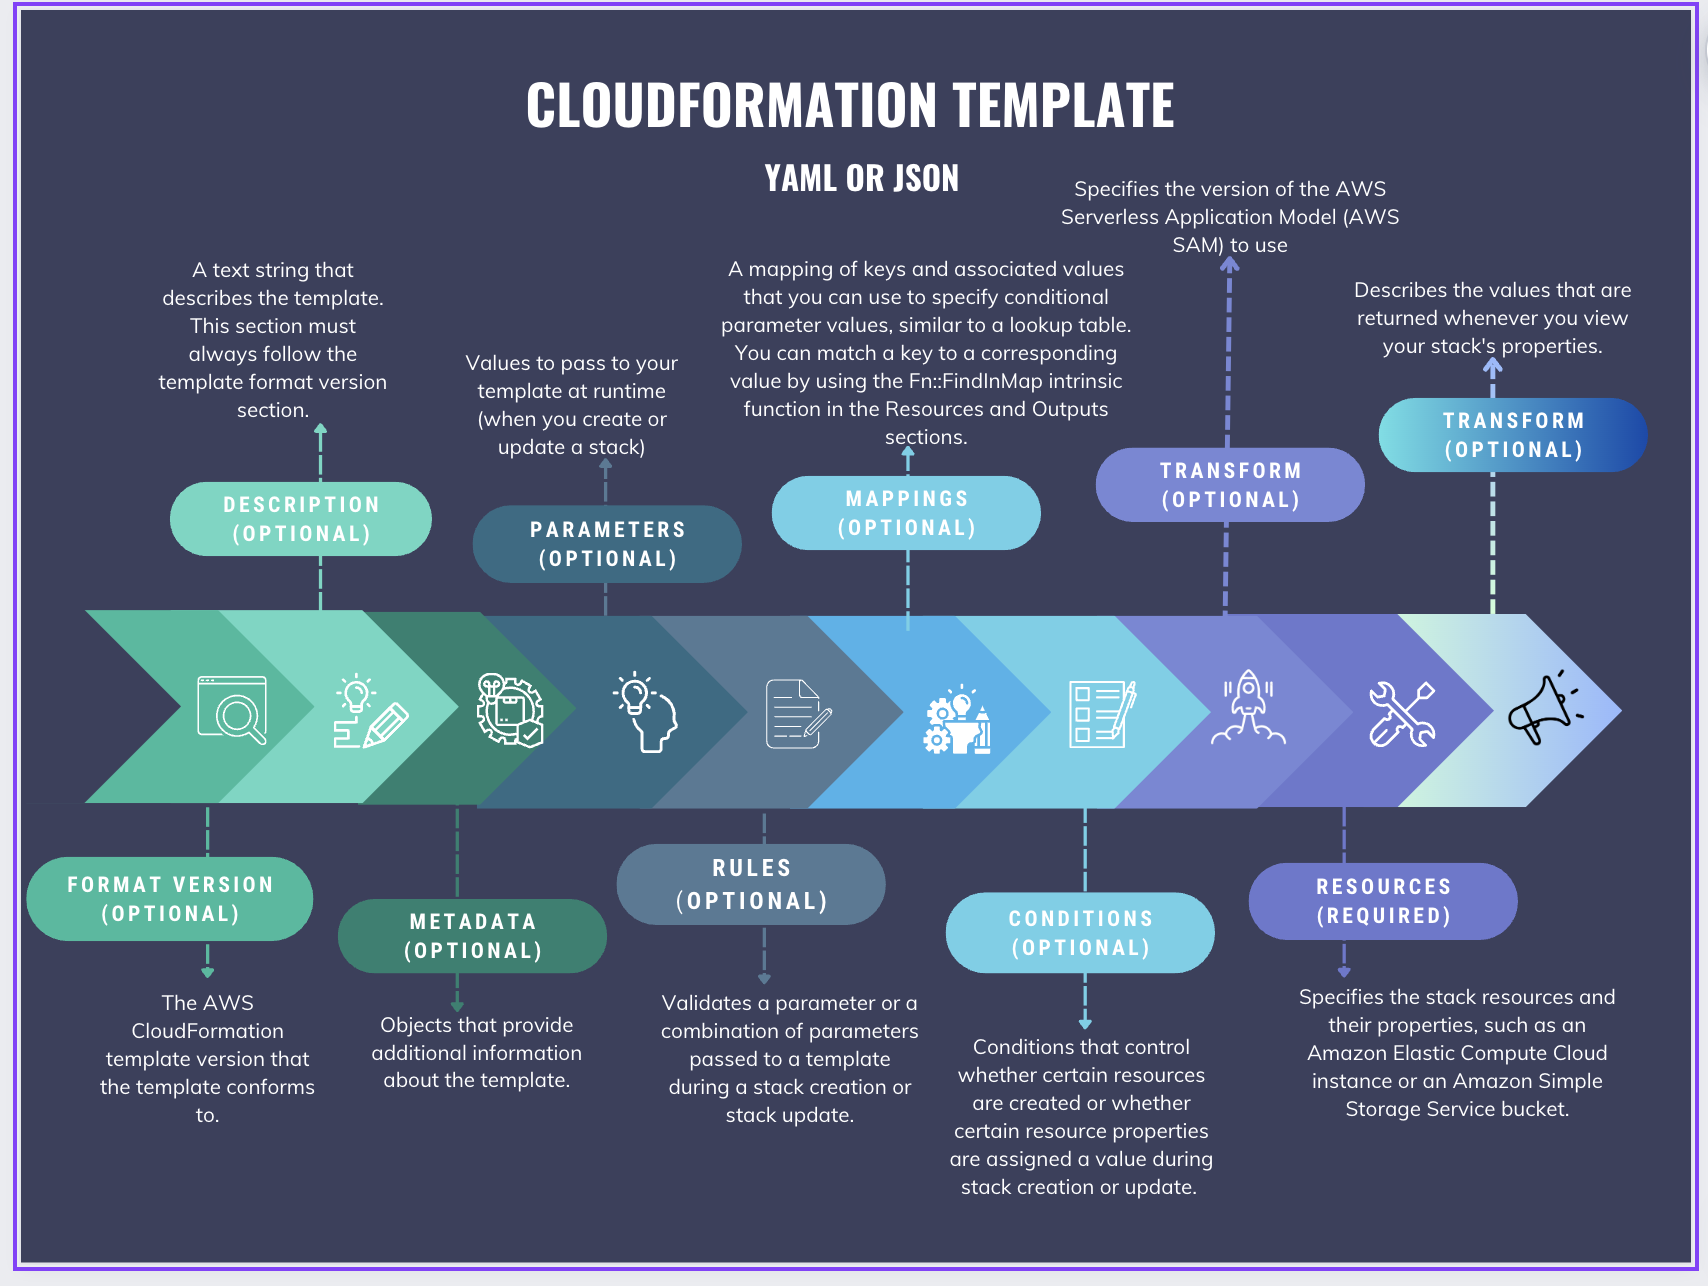 CLOUDFORMATION TEMPLATE
YAML OR JSON
A text string that
describes the template.
This section must
always follow the
template format version
section.
DESCRIPTION
(OPTIONAL)
Values to pass to your
template at runtime
(when you create or
update a stack)
PARAMETERS
(OPTIONAL)
A mapping of keys and associated values
that you can use to specify conditional
parameter values, similar to a lookup table.
You can match a key to a corresponding
value by using the Fn::FindInMap intrinsic
function in the Resources and Outputs
sections.
MAPPINGS
(OPTIONAL)
Specifies the version of the AWS
Serverless Application Model (AWS
SAM) to use
TRANSFORM
(OPTIONAL)
Describes the values that are
returned whenever you view
your stack's properties.
TRANSFORM
(OPTIONAL)
FORMAT VERSION
(OPTIONAL)
The AWS
CloudFormation
template version that
the template conforms
to.
METADATA
(OPTIONAL)
Objects that provide
additional information
about the template.
RULES
(OPTIONAL)
Validates a parameter or a
combination of parameters
passed to a template
during a stack creation or
stack update.
CONDITIONS
(OPTIONAL)
Conditions that control
whether certain resources
are created or whether
certain resource properties
are assigned a value during
stack creation or update.
RESOURCES
(REQUIRED)
Specifies the stack resources and
their properties, such as an
Amazon Elastic Compute Cloud
instance or an Amazon Simple
Storage Service bucket.